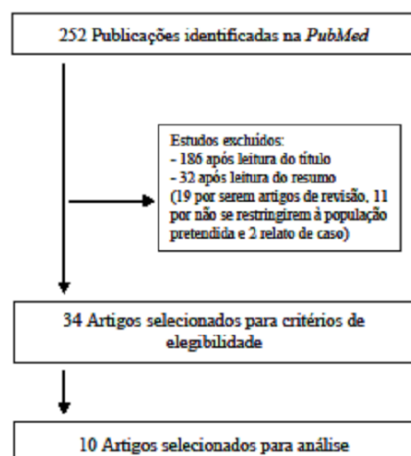 252 Publicações identificadas na PubMed
Estudos excluídos:
- 186 após leitura do título
- 32 após leitura do resumo
(19 por serem artigos de revisão, 11
por não se restringirem à população
pretendida e 2 relato de caso)
34 Artigos selecionados para critérios de
elegibilidade
10 Artigos selecionados para análise